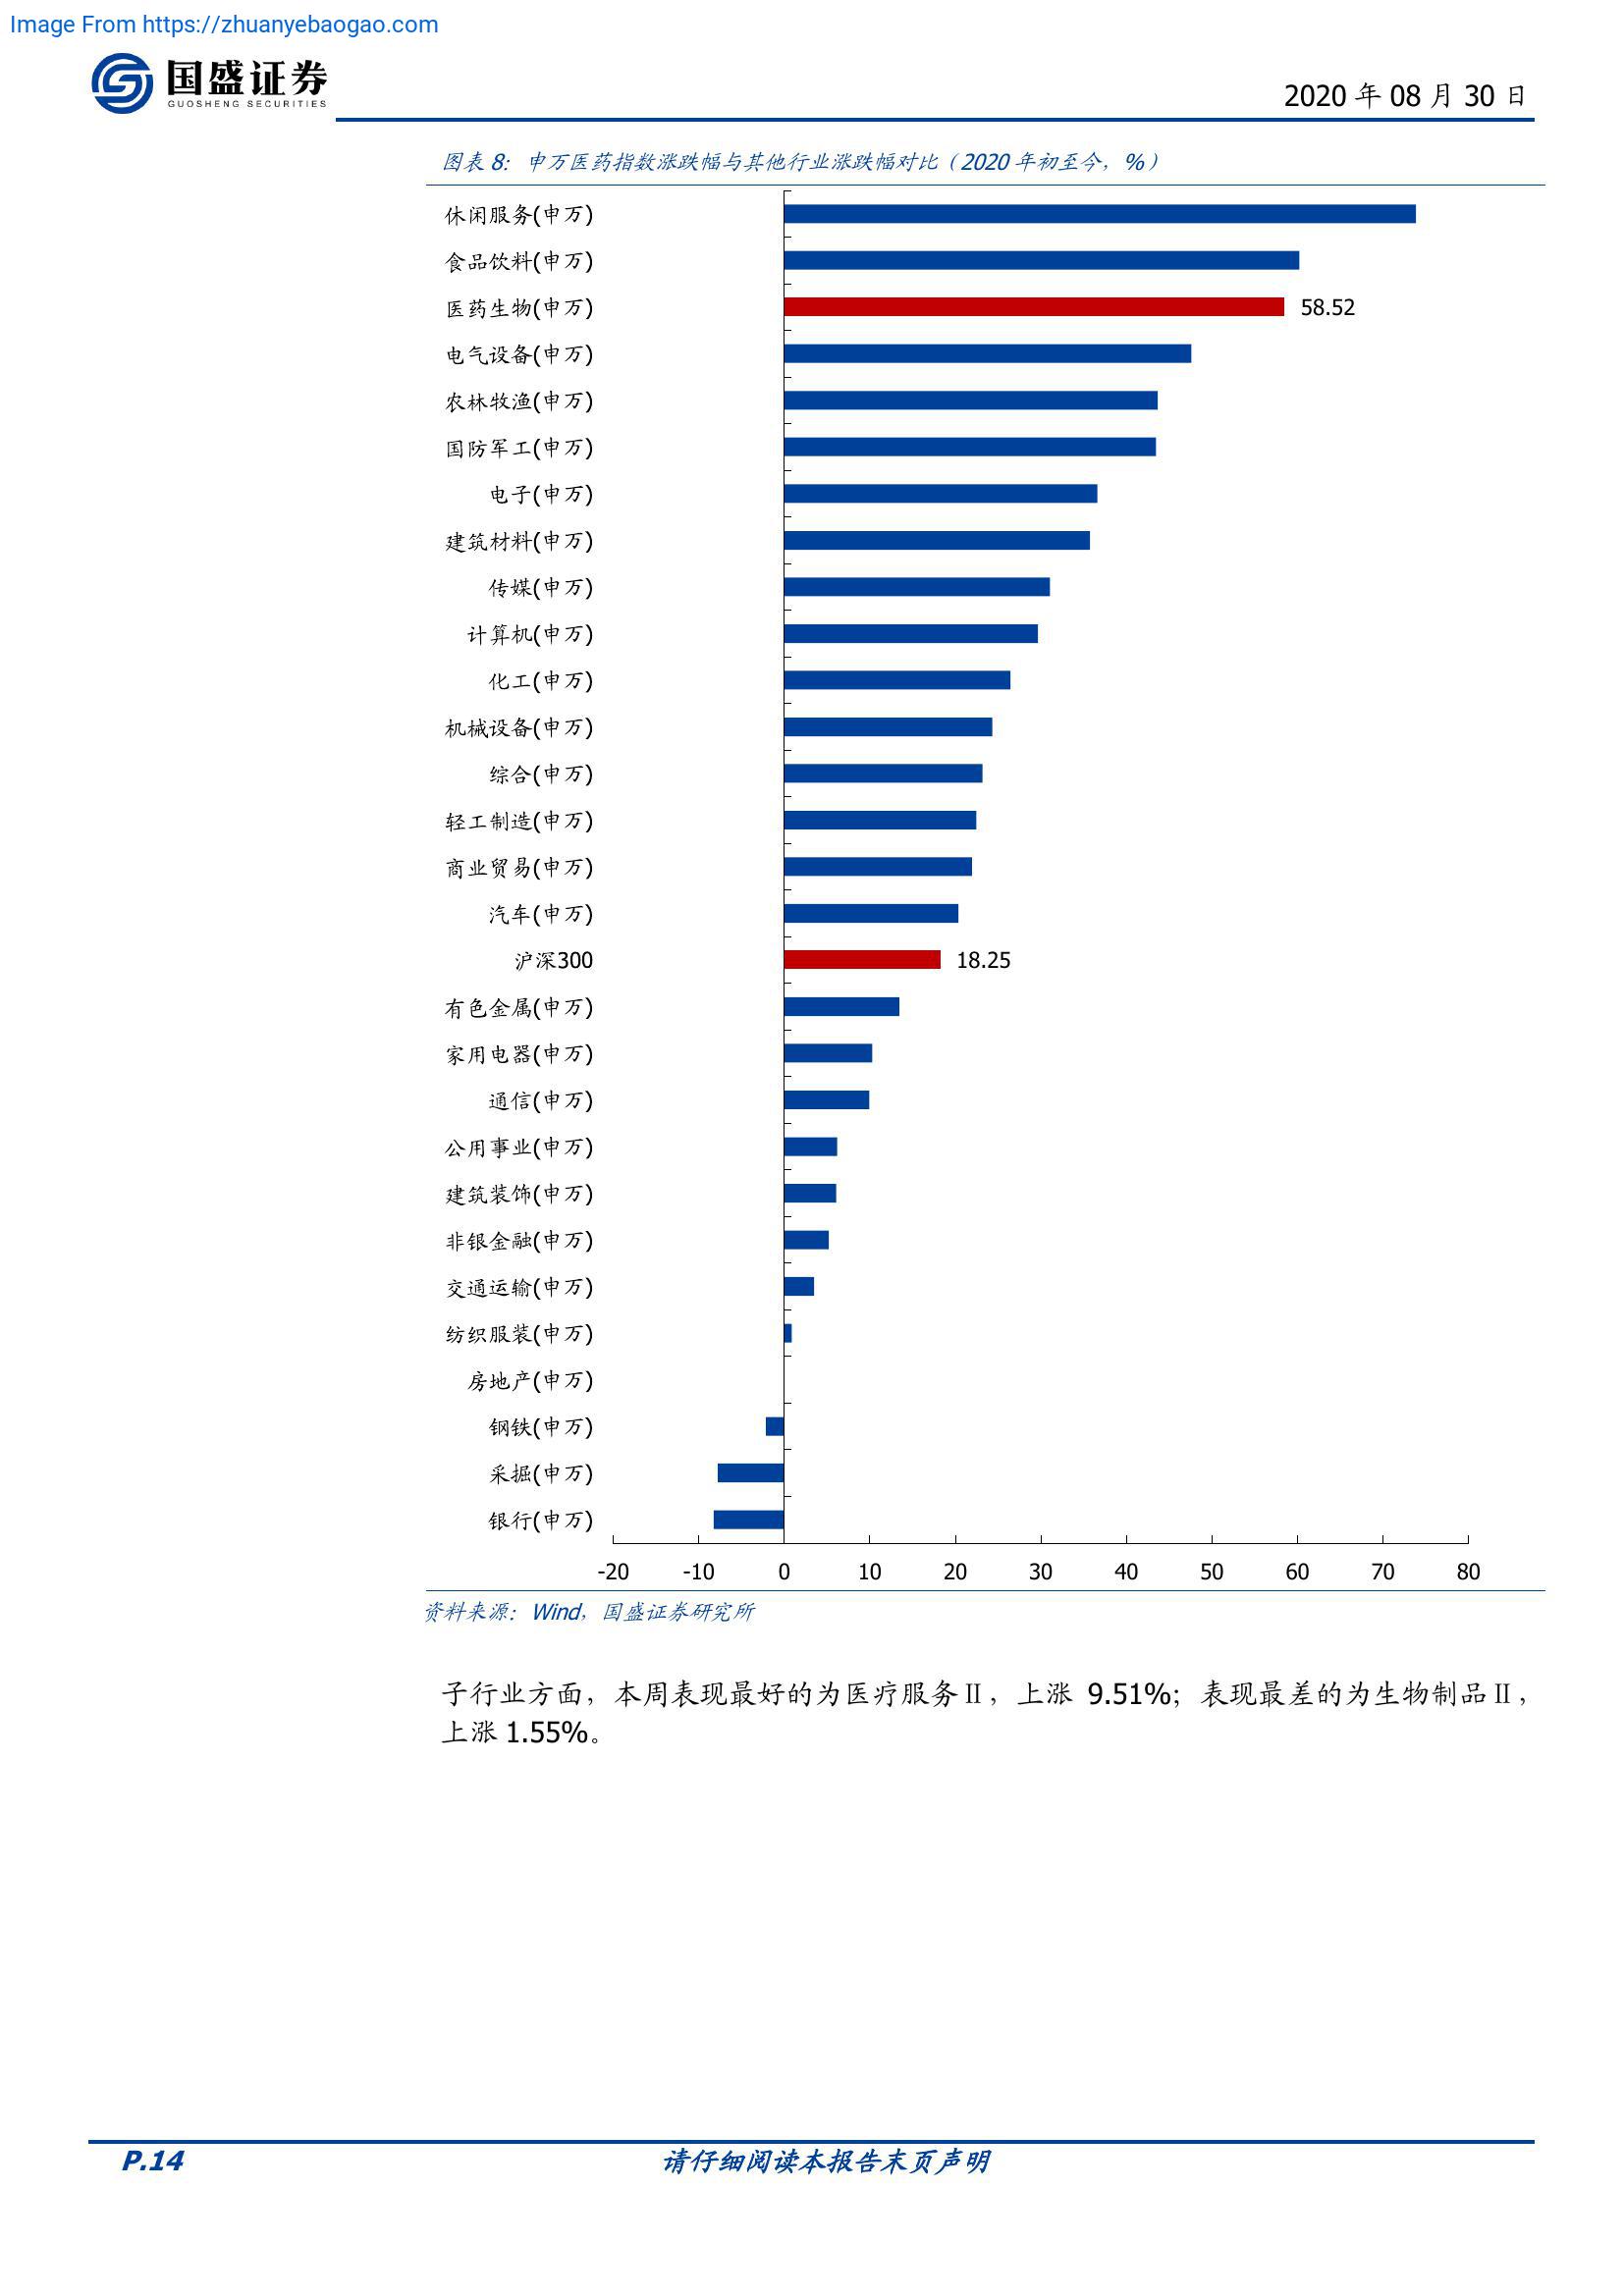 Image From https://zhuanyebaogao.com
国盛证券
GUOSHENG SECURITIES
2020 年 08 月 30 日
图表 8：申万医药指数涨跌幅与其他行业涨跌幅对比（2020 年初至今，%）
休闲服务(申万)
食品饮料(申万)
医药生物(申万) 58.52
电气设备(申万)
农林牧渔(申万)
国防军工(申万)
电子(申万)
建筑材料(申万)
传媒(申万)
计算机(申万)
化工(申万)
机械设备(申万)
综合(申万)
轻工制造(申万)
商业贸易(申万)
汽车(申万)
沪深300 18.25
有色金属(申万)
家用电器(申万)
通信(申万)
公用事业(申万)
建筑装饰(申万)
非银金融(申万)
交通运输(申万)
纺织服装(申万)
房地产(申万)
钢铁(申万)
采掘(申万)
银行(申万)
-20 -10 0 10 20 30 40 50 60 70 80
资料来源：Wind，国盛证券研究所
子行业方面，本周表现最好的为医疗服务Ⅱ，上涨 9.51%；表现最差的为生物制品Ⅱ，
上涨 1.55%。
P.14
请仔细阅读本报告末页声明